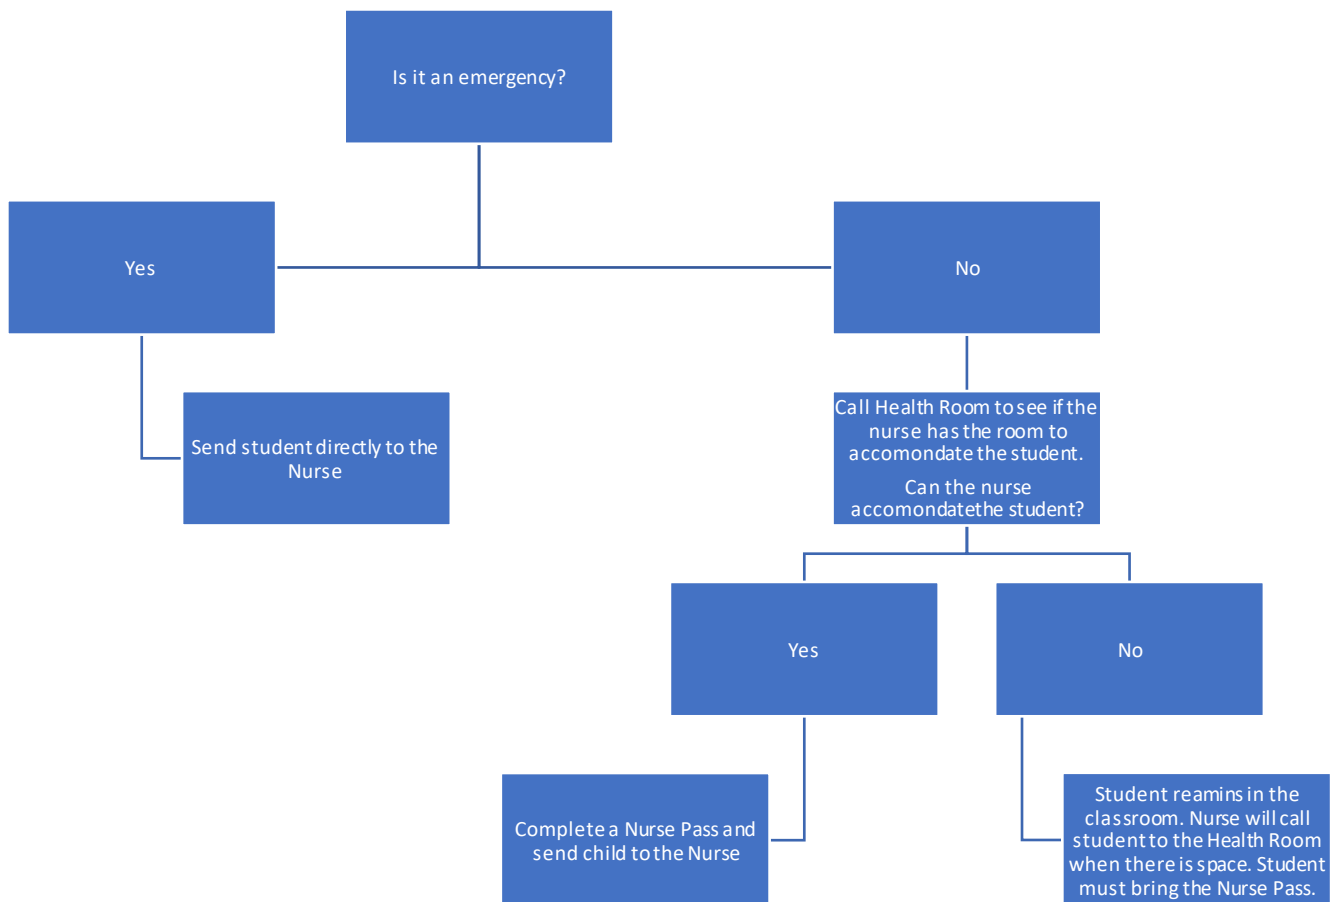 Is it an emergency?
Yes
No
Send student directly to the
Nurse
Call Health Room to see if the
nurse has the room to
accomondate the student.
Can the nurse
accomondatethe student?
Yes
No
Complete a Nurse Pass and
send child to the Nurse
Student reamins in the
classroom. Nurse will call
student to the Health Room
when there is space. Student
must bring the Nurse Pass.